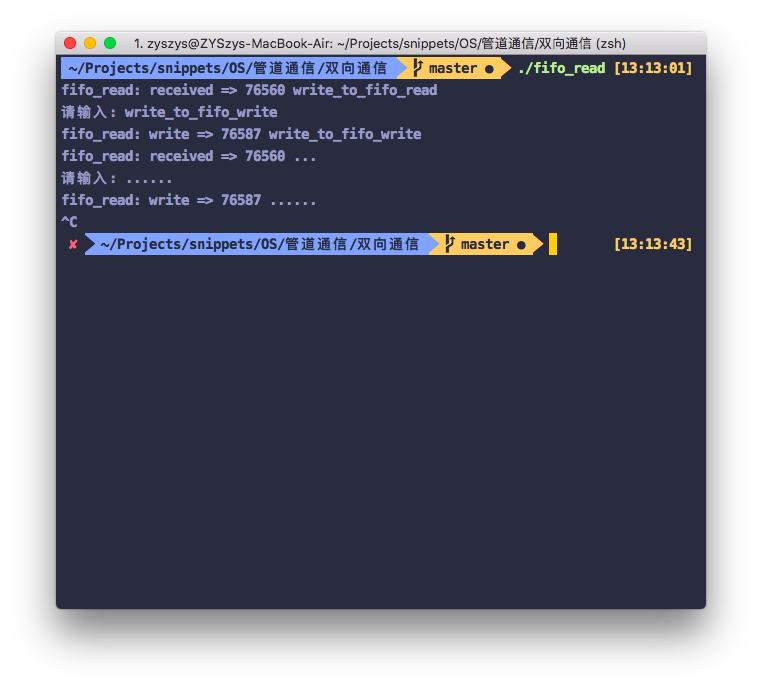 1. zyszys@ZYSzys-MacBook-Air: ~/Projects/snippets/OS/管道通信/双向通信 (zsh)
~/Projects/snippets/OS/管道通信/双向通信 master ● ./fifo_read [13:13:01]
fifo_read: received => 76560 write_to_fifo_read
请输入: write_to_fifo_write
fifo_read: write => 76587 write_to_fifo_write
fifo_read: received => 76560 ...
请输入: ......
fifo_read: write => 76587 ......
^C
✘ ~/Projects/snippets/OS/管道通信/双向通信 master ● [13:13:43]